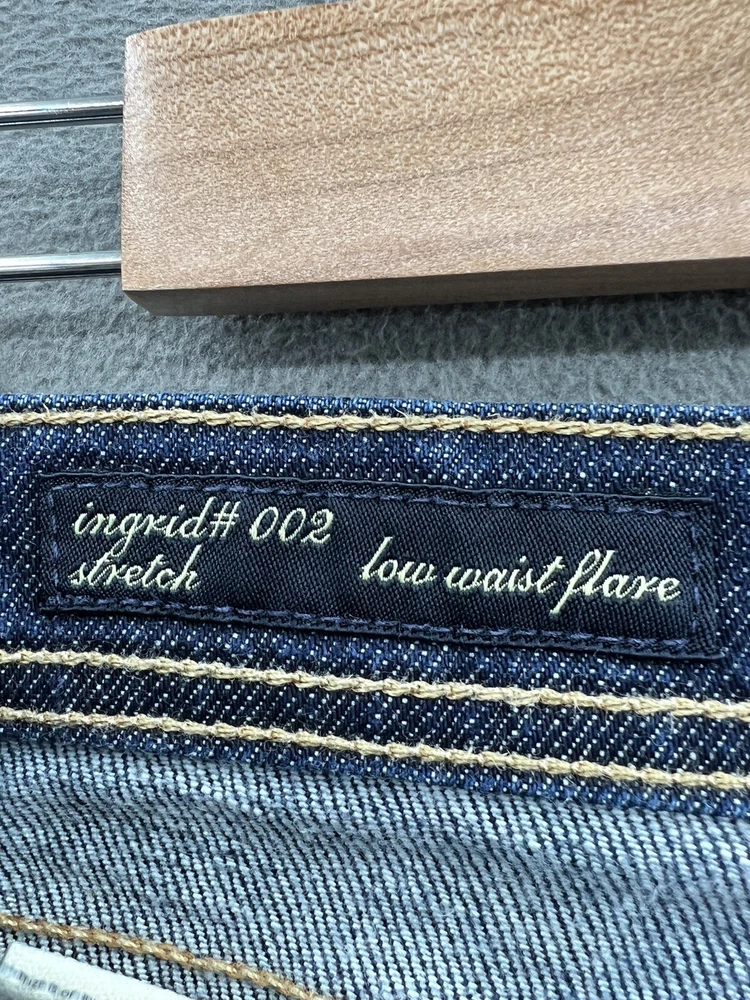 ingrid# 002
stretch low waist flare